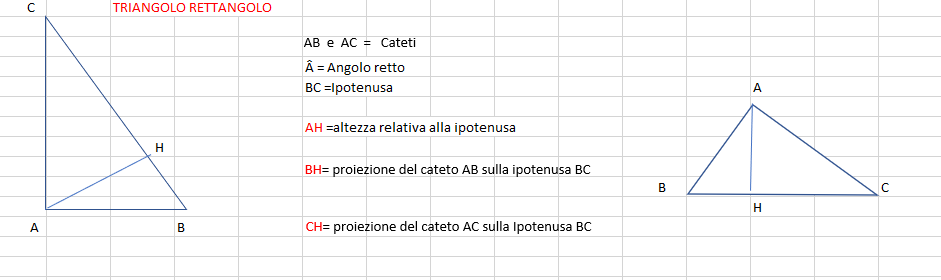 C
TRIANGOLO RETTANGOLO
AB e AC = Cateti
Â = Angolo retto
BC =Ipotenusa
A
AH =altezza relativa alla ipotenusa
H
BH= proiezione del cateto AB sulla ipotenusa BC
B
C
H
A
B
CH= proiezione del cateto AC sulla Ipotenusa BC